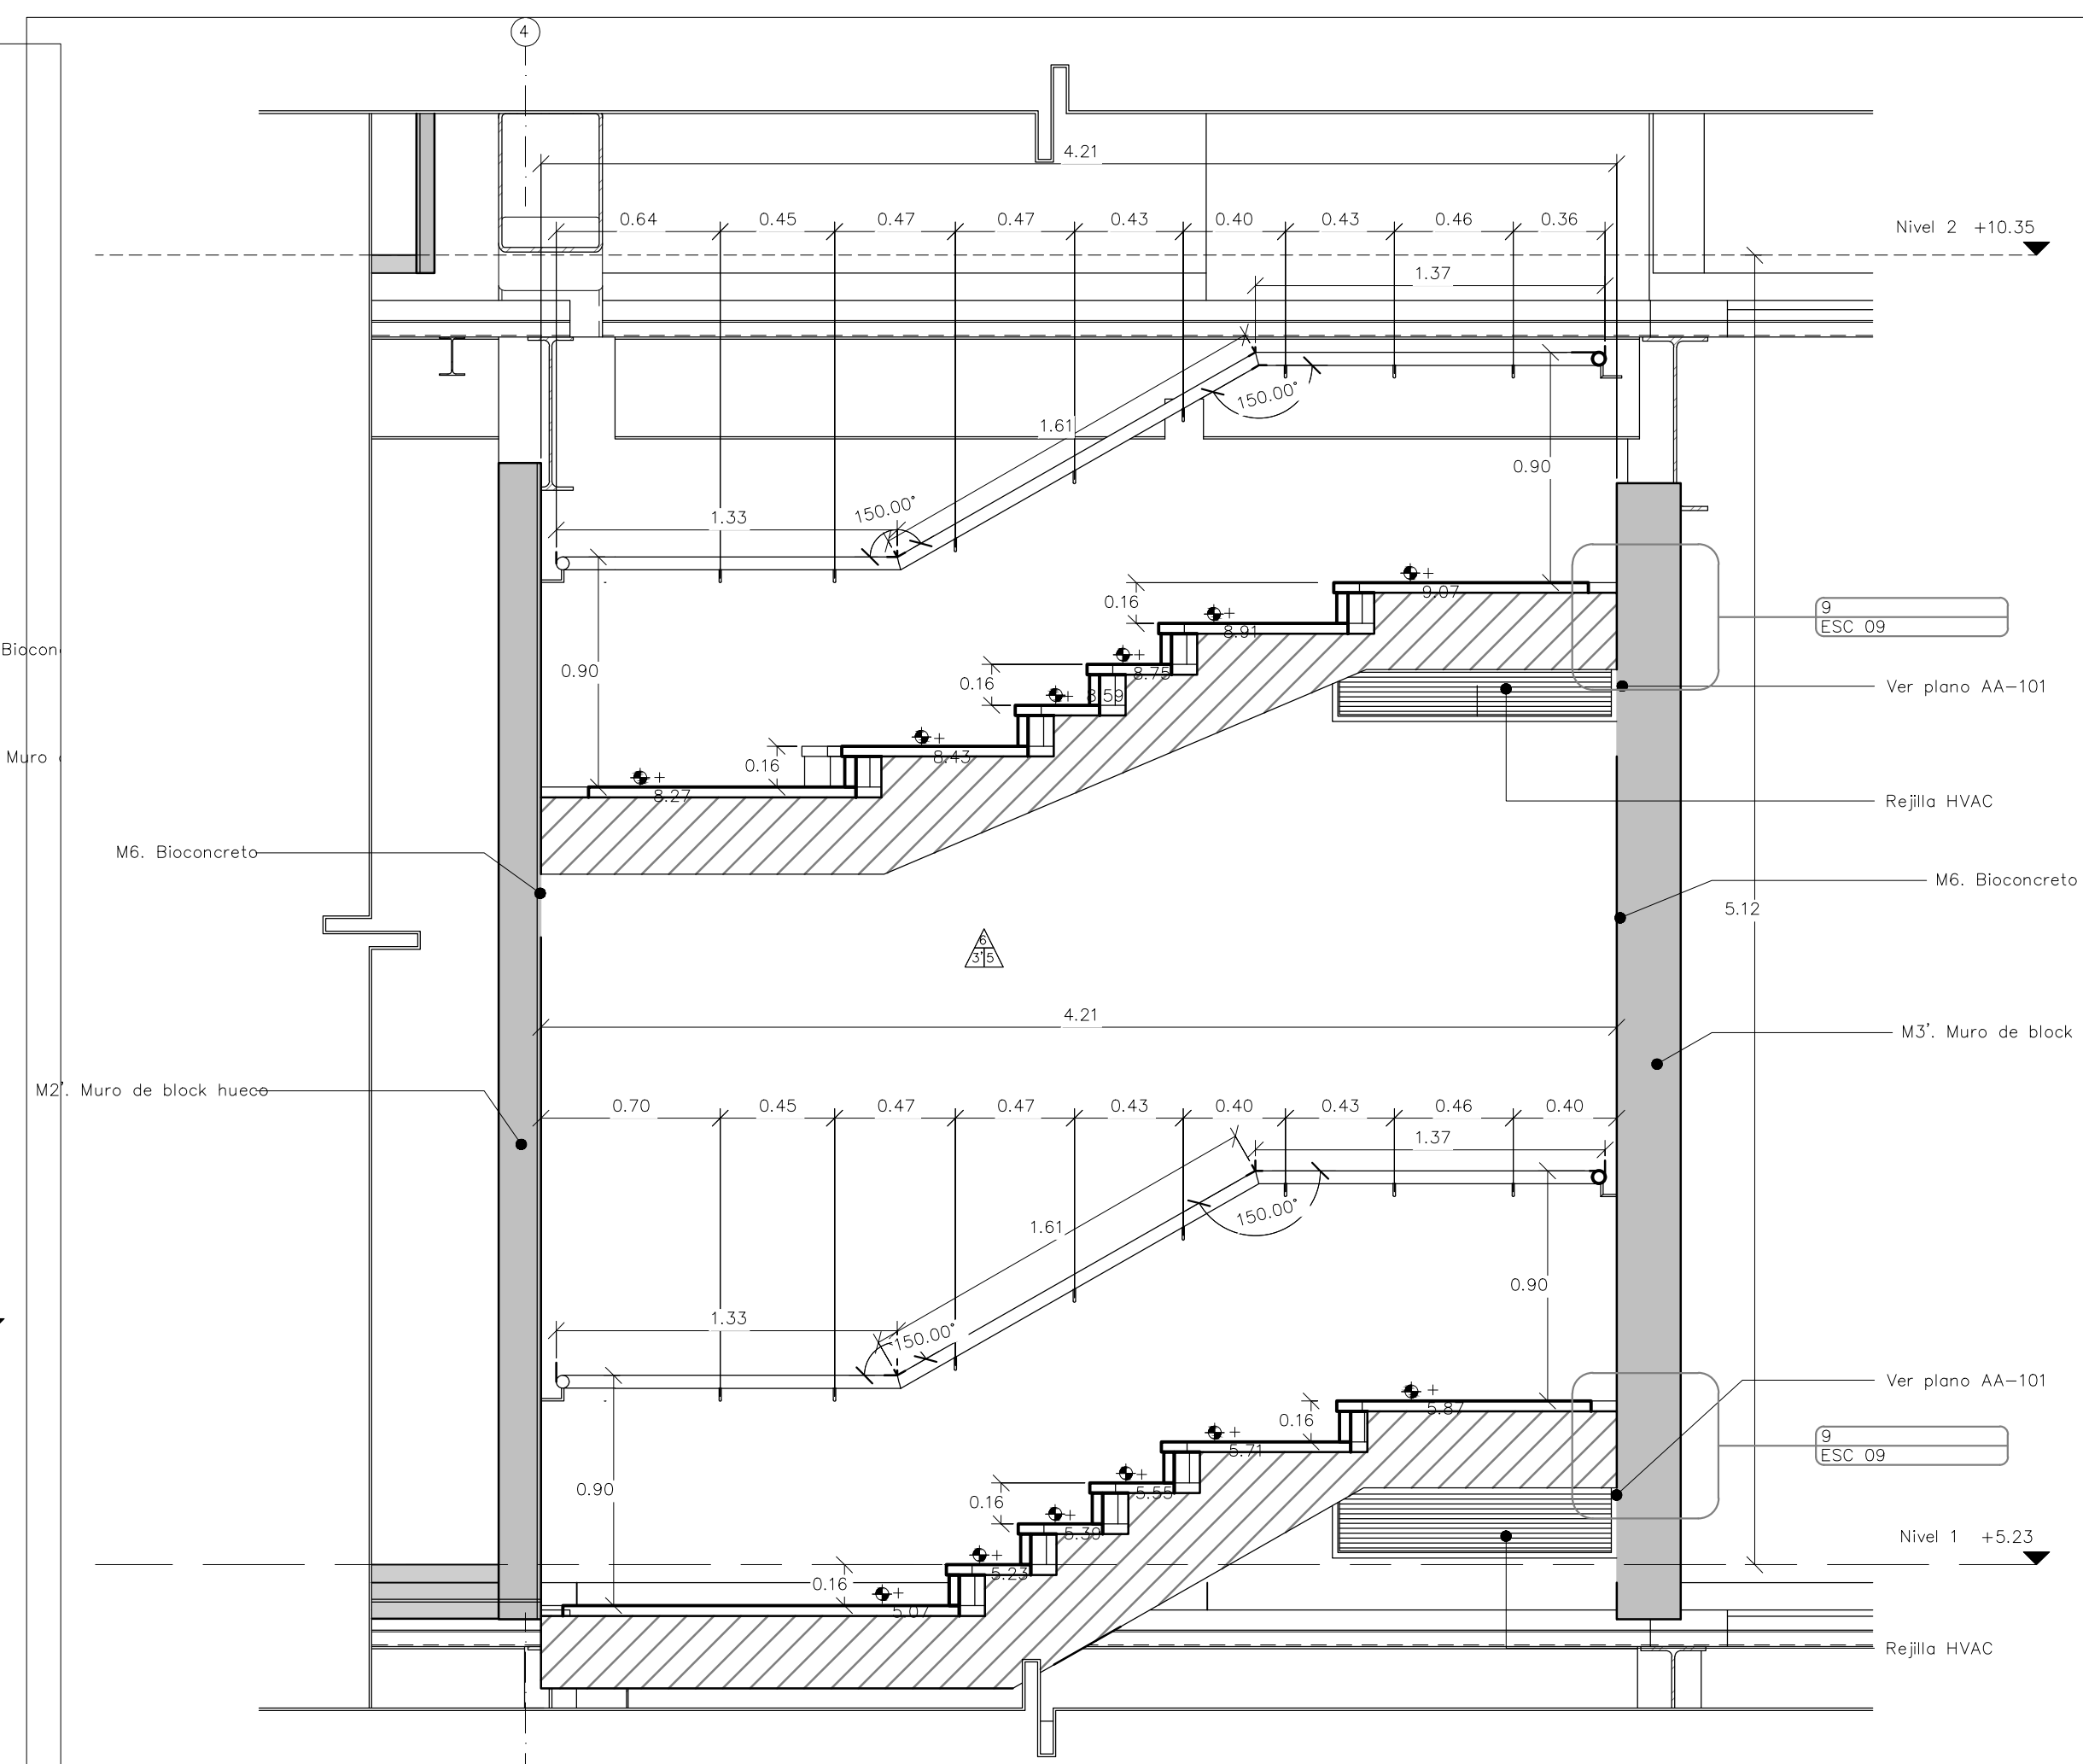 4
4.21
0.64 0.45 0.47 0.47 0.43 0.40 0.43 0.46 0.36
Nivel 2 +10.35
1.37
150.00°
1.61
0.90
150.00°
1.33
+ 9.07
0.16
+ 8.91
9
ESC 09
+ 8.75
0.90
0.16
+ 8.59
Ver plano AA-101
+ 8.43
0.16
+ 8.27
Biocon
Muro
Rejilla HVAC
M6. Bioconcreto
M6. Bioconcreto
5.12
6
3' 5
4.21
M3'. Muro de block
M2'. Muro de block hueco
0.70 0.45 0.47 0.47 0.43 0.40 0.43 0.46 0.40
1.37
150.00°
1.61
0.90
1.33
150.00°
Ver plano AA-101
+ 5.87
0.16
+ 5.71
9
ESC 09
+ 5.55
0.90
0.16
+ 5.39
Nivel 1 +5.23
+ 5.23
0.16
+ 5.07
Rejilla HVAC